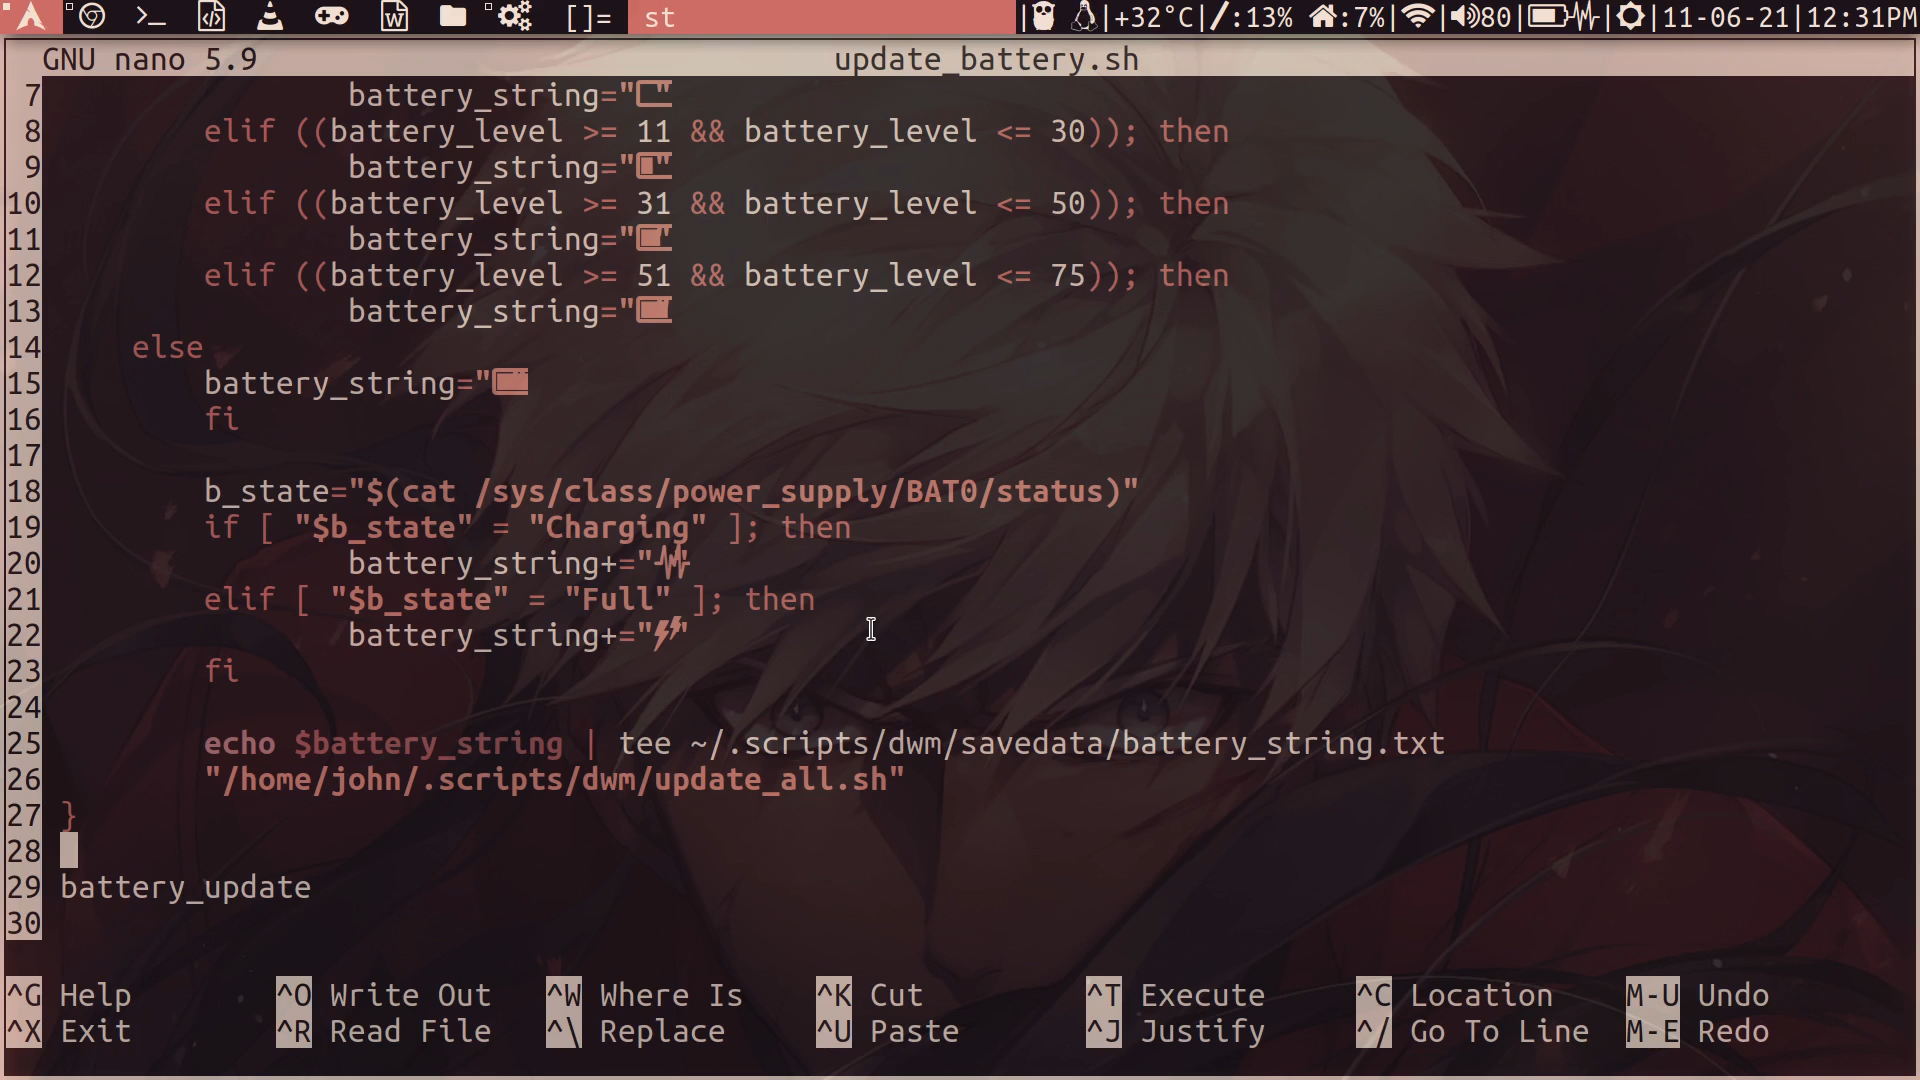 []= st |+32°C|/:13% :7%| |80| | |11-06-21|12:31PM
GNU nano 5.9 update_battery.sh
7 battery_string=""
8 elif ((battery_level >= 11 && battery_level <= 30)); then
9 battery_string=""
10 elif ((battery_level >= 31 && battery_level <= 50)); then
11 battery_string=""
12 elif ((battery_level >= 51 && battery_level <= 75)); then
13 battery_string="
14 else
15 battery_string="
16 fi
17
18 b_state="$(cat /sys/class/power_supply/BAT0/status)"
19 if [ "$b_state" = "Charging" ]; then
20 battery_string+=""
21 elif [ "$b_state" = "Full" ]; then
22 battery_string+=""
23 fi
24
25 echo $battery_string | tee ~/.scripts/dwm/savedata/battery_string.txt
26 "/home/john/.scripts/dwm/update_all.sh"
27 }
28
29 battery_update
30
^G Help ^O Write Out ^W Where Is ^K Cut ^T Execute ^C Location M-U Undo
^X Exit ^R Read File ^\ Replace ^U Paste ^J Justify ^/ Go To Line M-E Redo